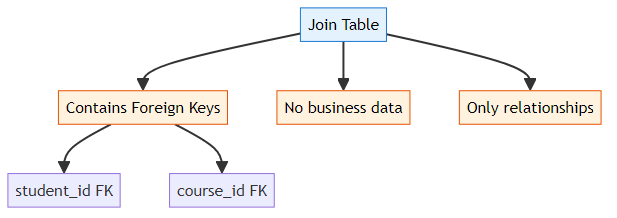 Join Table
Contains Foreign Keys
No business data
Only relationships
student_id FK
course_id FK